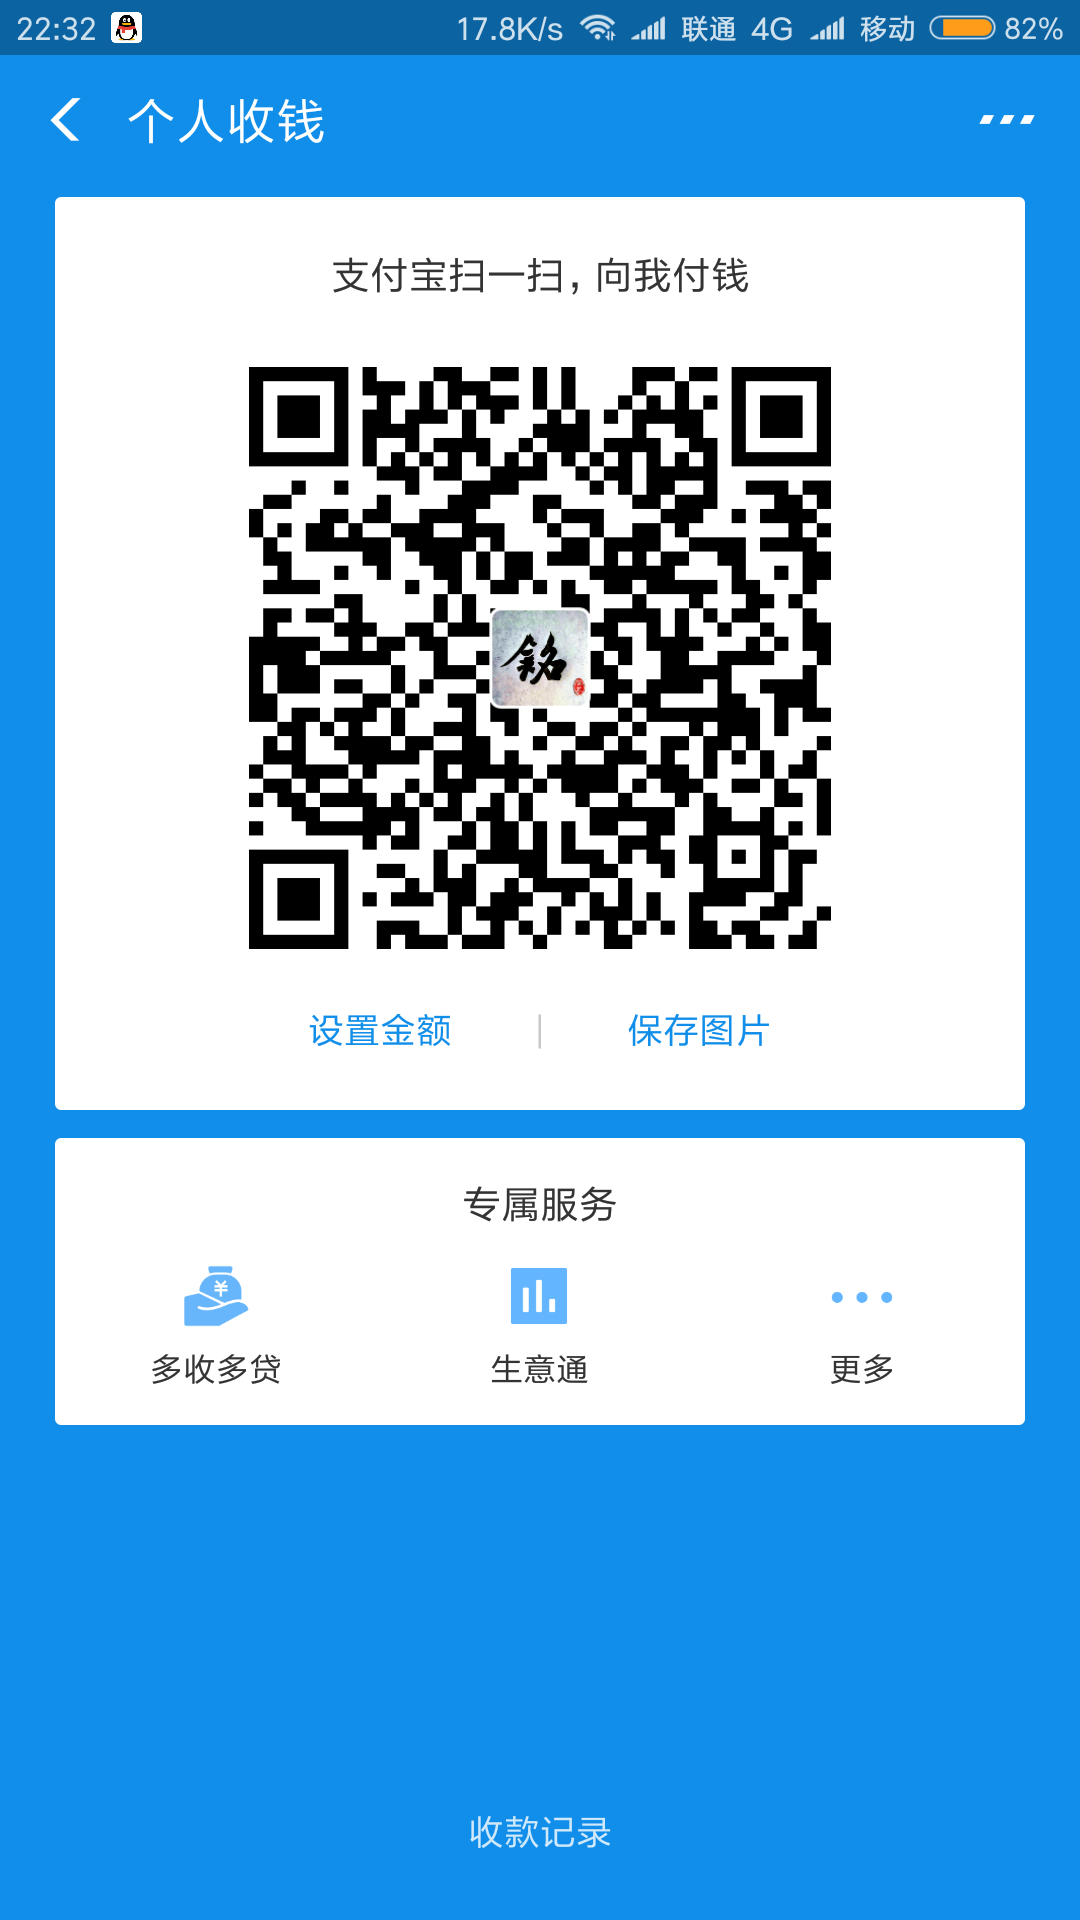 22:32 17.8K/s 联通 4G 移动 82%
个人收钱
支付宝扫一扫，向我付钱
銘
设置金额 | 保存图片
专属服务
¥
多收多贷 生意通 更多
收款记录